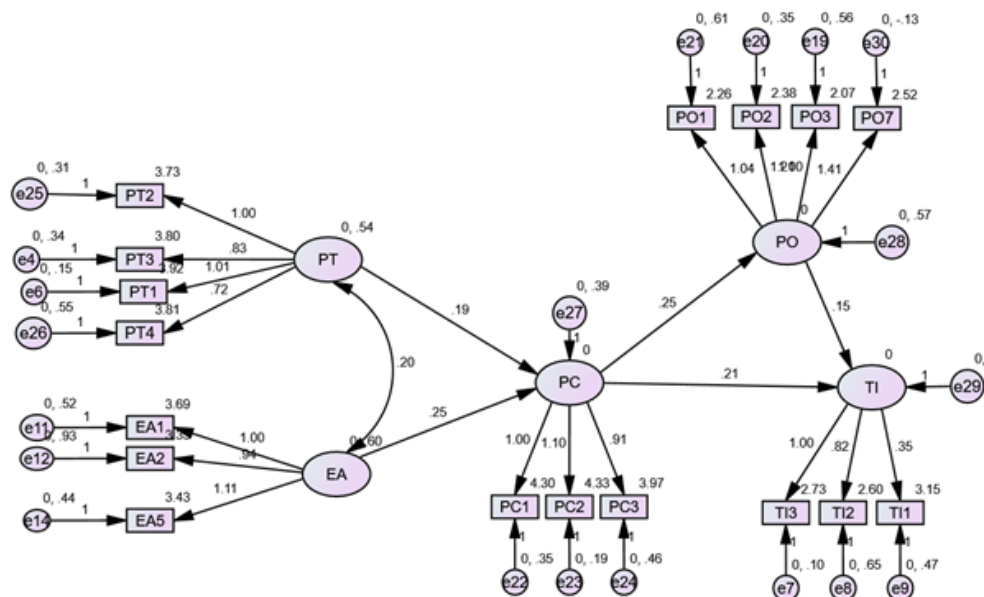 0, .61
0, .35
0, .56
0, -.13
e21
e20
e19
e30
1
1
1
1
2.26
2.38
2.07
2.52
PO1
PO2
PO3
PO7
1.04
1.41
0
PO
1
0, .57
e28
0, .31
e25
1
3.73
PT2
1.00
0, .34
e4
1
3.80
PT3
.83
0, .54
PT
0, .15
e6
1
3.92
PT1
1.01
0, .55
e26
1
3.81
PT4
.72
.19
.20
0, .39
e27
1
0
PC
.25
.15
.21
0
TI
1
0,
e29
0, .52
e11
1
3.69
EA1
1.00
0, .93
e12
1
EA2
.94
0, .60
EA
.25
0, .44
e14
1
3.43
EA5
1.11
1.00
1.10
.91
4.30
4.33
3.97
PC1
PC2
PC3
1
1
1
0, .35
0, .19
0, .46
e22
e23
e24
1.00
.82
.35
2.73
2.60
3.15
TI3
TI2
TI1
1
1
1
0, .10
0, .65
0, .47
e7
e8
e9